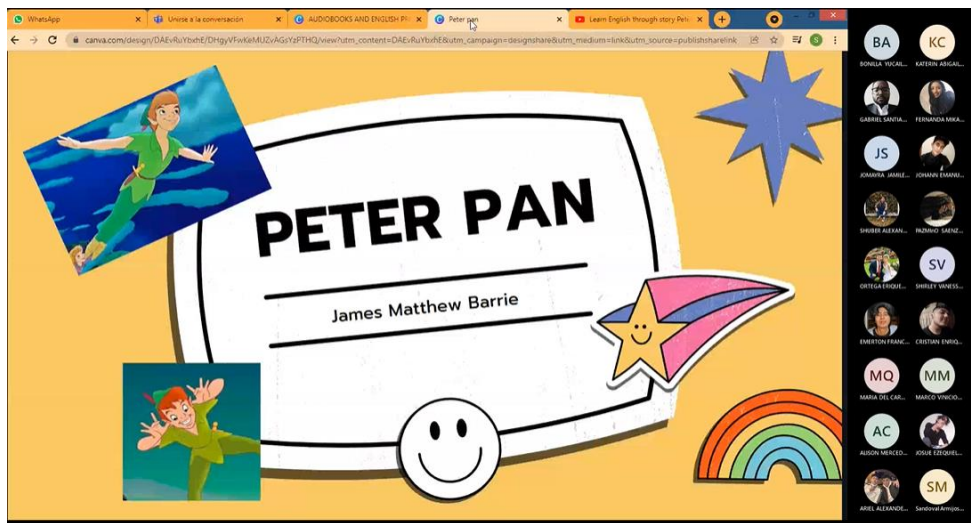 WhatsApp
Unirse a la conversación
AUDIOBOOKS AND ENGLISH PR
Peter pan
Learn English through story Pete
canva.com/design/DAEvRuYbxhE/DHgyVFwKeMUZvAGsYzPTHQ/view?utm_content=DAEvRuYbxhE&utm_campaign=designshare&utm_medium=link&utm_source=publishsharelink
S
PETER PAN
James Matthew Barrie
BA
KC
BONILLA YUCAIL...
KATERIN ABIGAIL...
GABRIEL SANTIA...
FERNANDA MIKA...
JS
JOMAYRA JAMILE...
JOHANN EMANU...
SHUBER ALEXAN...
PAZMIñO SAENZ...
SV
ORTEGA ERIQUE...
SHIRLEY VANESS...
EMERTON FRANC...
CRISTIAN ENRIQ...
MQ
MM
MARIA DEL CAR...
MARCO VINICIO...
AC
ALISON MERCED...
JOSUE EZEQUIEL...
SM
ARIEL ALEXANDE...
Sandoval Armijos...